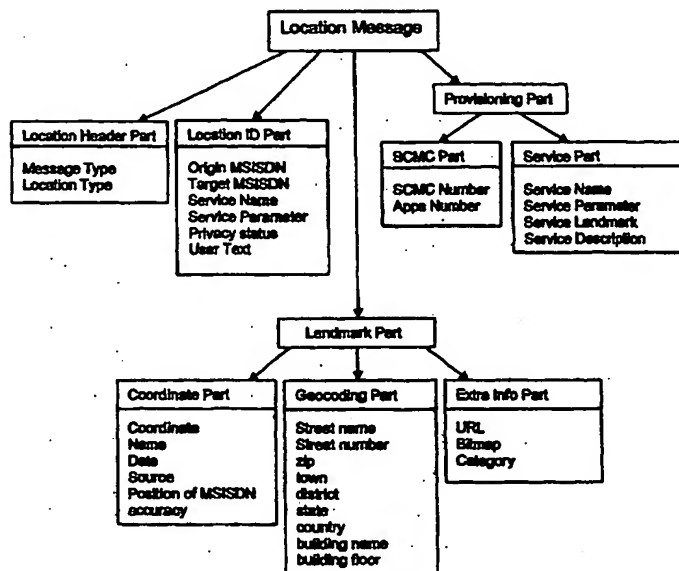 Location Message
Provisioning Part
Location Header Part
Message Type
Location Type
Location ID Part
Origin MSISDN
Target MSISDN
Service Name
Service Parameter
Privacy status
User Text
SCMC Part
SCMC Number
Apps Number
Service Part
Service Name
Service Parameter
Service Landmark
Service Description
Landmark Part
Coordinate Part
Coordinate
Name
Date
Source
Position of MSISDN
accuracy
Geocoding Part
Street name
Street number
zip
town
district
state
country
building name
building floor
Extra Info Part
URL
Bitmap
Category